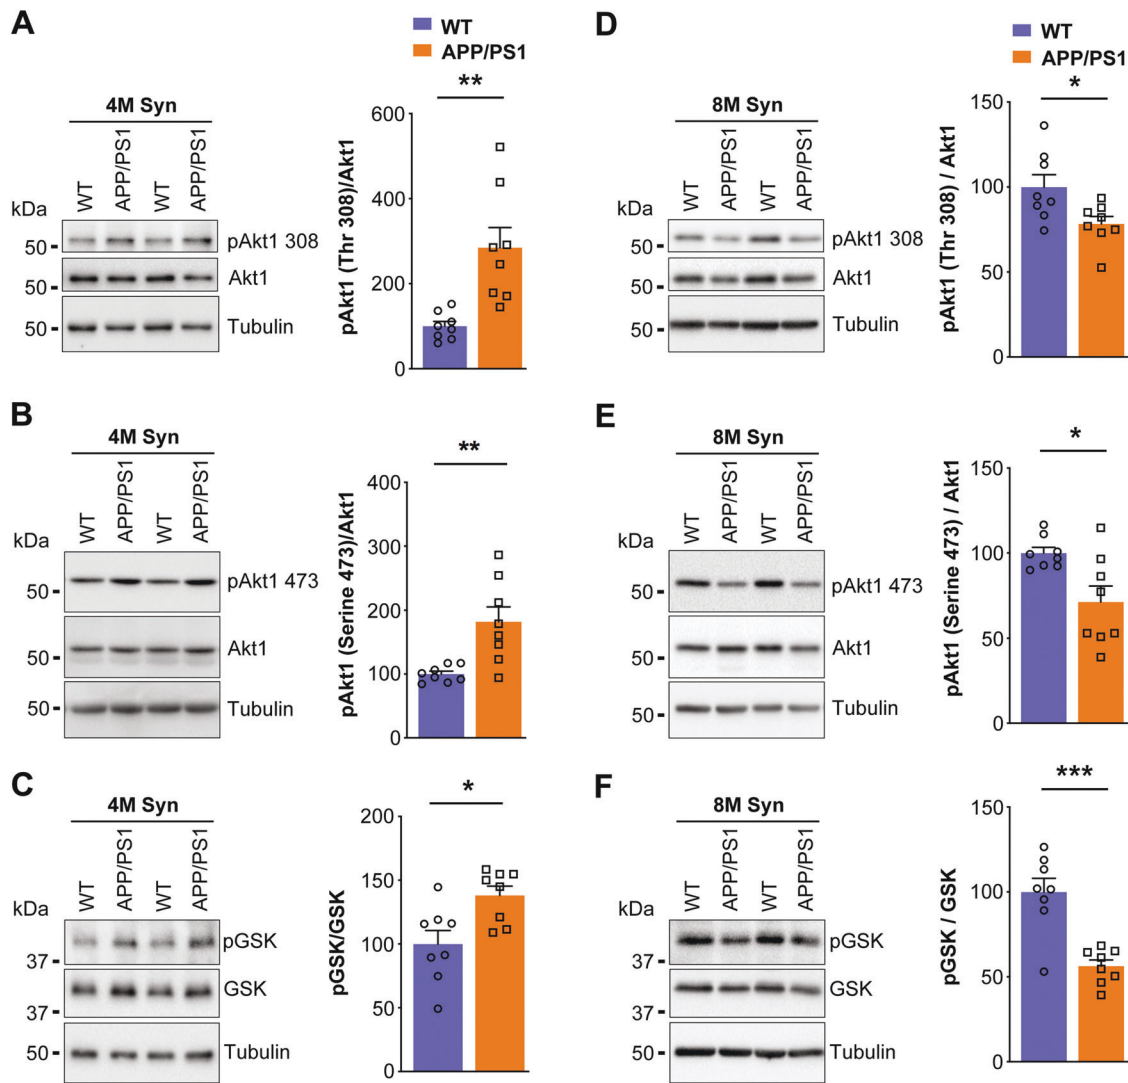 A
WT
APP/PS1
4M Syn
WT
APP/PS1
WT
APP/PS1
kDa
50
pAkt1 308
50
Akt1
50
Tubulin
pAkt1 (Thr 308)/Akt1
**
600
400
200
0
D
WT
APP/PS1
8M Syn
WT
APP/PS1
WT
APP/PS1
kDa
50
pAkt1 308
50
Akt1
50
Tubulin
pAkt1 (Thr 308) / Akt1
*
150
100
50
0
B
4M Syn
WT
APP/PS1
WT
APP/PS1
kDa
50
pAkt1 473
50
Akt1
50
Tubulin
pAkt1 (Serine 473)/Akt1
**
400
300
200
100
0
E
8M Syn
WT
APP/PS1
WT
APP/PS1
kDa
50
pAkt1 473
50
Akt1
50
Tubulin
pAkt1 (Serine 473) / Akt1
*
150
100
50
0
C
4M Syn
WT
APP/PS1
WT
APP/PS1
kDa
pGSK
37
GSK
37
50
Tubulin
pGSK/GSK
*
200
150
100
50
0
F
8M Syn
WT
APP/PS1
WT
APP/PS1
kDa
pGSK
37
GSK
37
50
Tubulin
pGSK / GSK
***
150
100
50
0